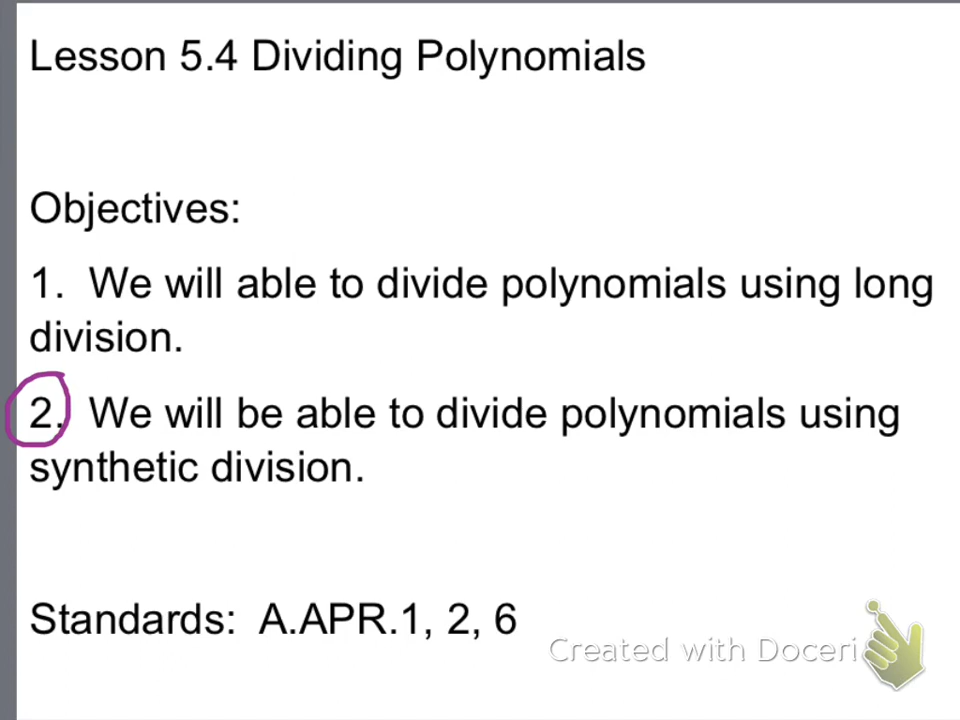 Lesson 5.4 Dividing Polynomials
Objectives:
1. We will able to divide polynomials using long
division.
2. We will be able to divide polynomials using
synthetic division.
Standards: A.APR.1, 2, 6
Created with Doceri